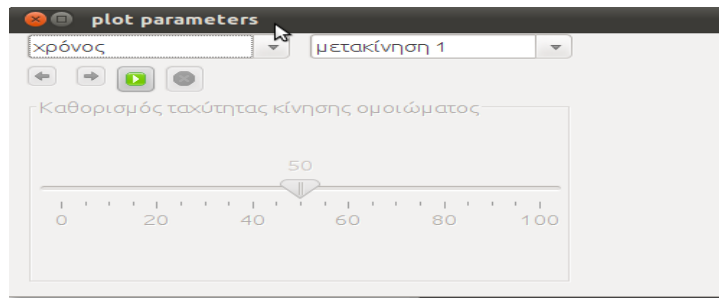 plot parameters
χρόνος μετακίνηση 1
Καθορισμός ταχύτητας κίνησης ομοιώματος
50
0 20 40 60 80 100